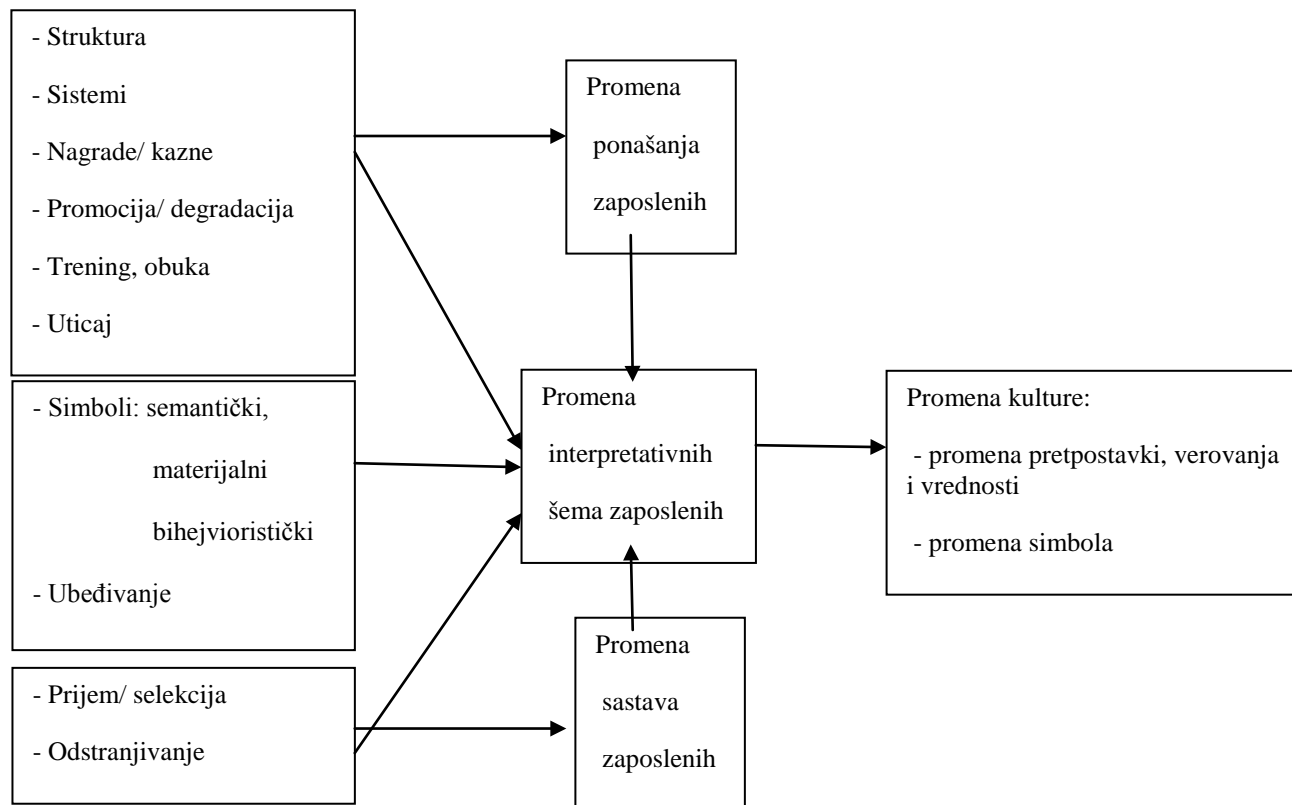 - Struktura
- Sistemi
- Nagrade/ kazne
- Promocija/ degradacija
- Trening, obuka
- Uticaj
- Simboli: semantički,
materijalni
bihejvioristički
- Ubeđivanje
- Prijem/ selekcija
- Odstranjivanje
Promena
ponašanja
zaposlenih
Promena
interpretativnih
šema zaposlenih
Promena
sastava
zaposlenih
Promena kulture:
- promena pretpostavki, verovanja
i vrednosti
- promena simbola